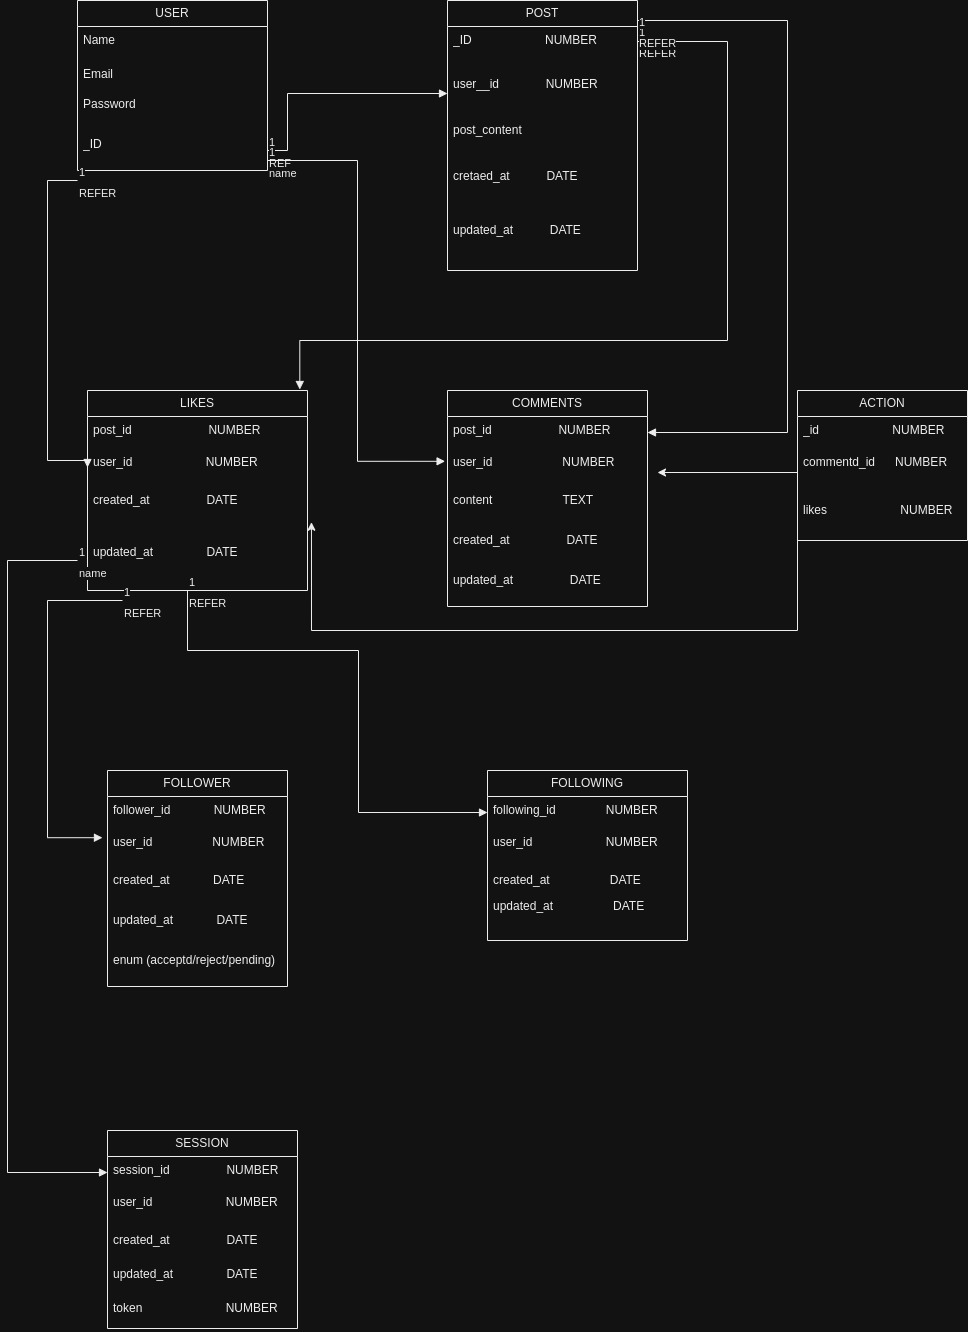 USER
Name
Email
Password
_ID
1
REFER
1
1
REF
name
POST
_ID NUMBER
user__id NUMBER
post_content
cretaed_at DATE
updated_at DATE
1
1
REFER
REFER
LIKES
post_id NUMBER
user_id NUMBER
created_at DATE
updated_at DATE
1
name
1
REFER
1
REFER
COMMENTS
post_id NUMBER
user_id NUMBER
content TEXT
created_at DATE
updated_at DATE
ACTION
_id NUMBER
commentd_id NUMBER
likes NUMBER
FOLLOWER
follower_id NUMBER
user_id NUMBER
created_at DATE
updated_at DATE
enum (acceptd/reject/pending)
FOLLOWING
following_id NUMBER
user_id NUMBER
created_at DATE
updated_at DATE
SESSION
session_id NUMBER
user_id NUMBER
created_at DATE
updated_at DATE
token NUMBER